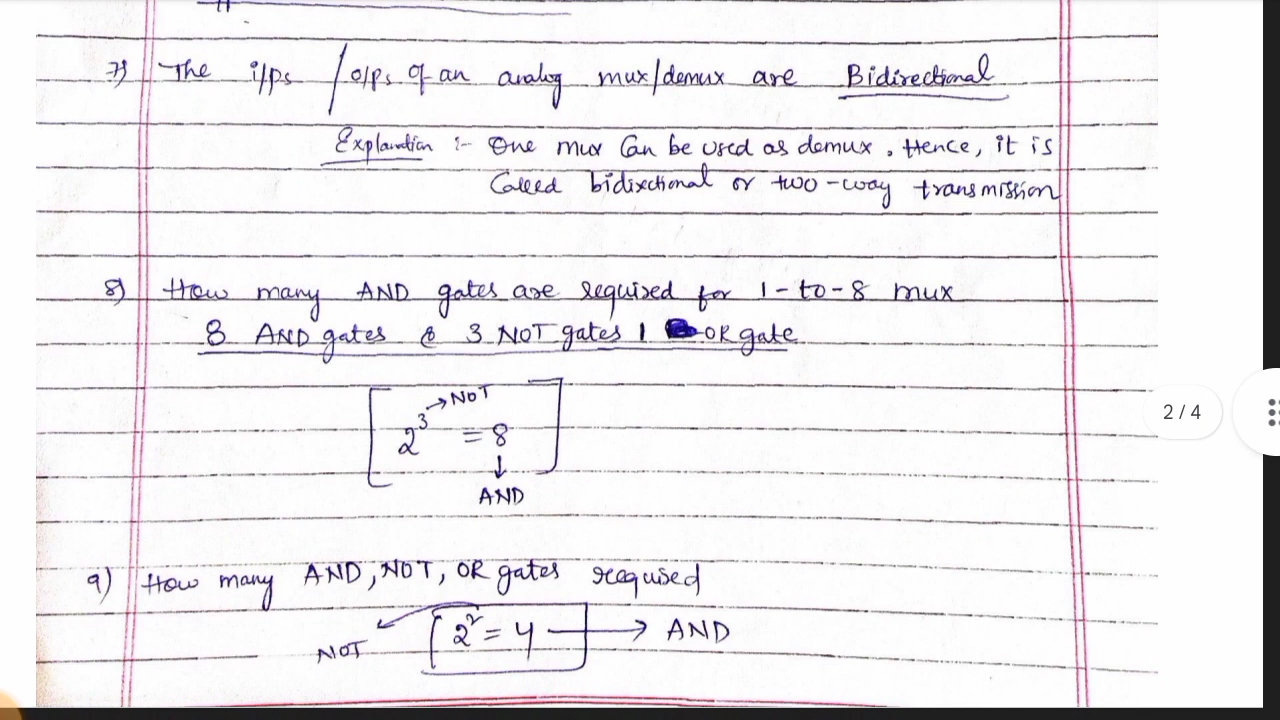 7) The i/ps / o/ps of an analog mux/demux are Bidirectional
Explanation :- One mux Can be used as demux. Hence, it is
Called bidixctional or two-way transmission
8) How many AND gates are required for 1-to-8 mux
8 AND gates & 3 NOT gates 1 OR gate
2³ = 8
→ NOT
↓
AND
2 / 4
9) How many AND, NOT, OR gates required
NOT [2² = 4 → AND